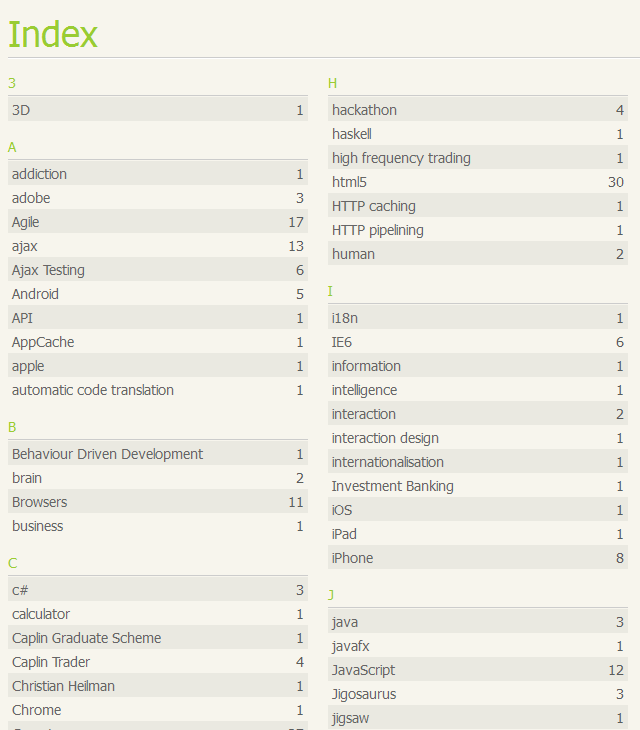 Index
3
3D 1
A
addiction 1
adobe 3
Agile 17
ajax 13
Ajax Testing 6
Android 5
API 1
AppCache 1
apple 1
automatic code translation 1
B
Behaviour Driven Development 1
brain 2
Browsers 11
business 1
C
c# 3
calculator 1
Caplin Graduate Scheme 1
Caplin Trader 4
Christian Heilman 1
Chrome 1
H
hackathon 4
haskell 1
high frequency trading 1
html5 30
HTTP caching 1
HTTP pipelining 1
human 2
I
i18n 1
IE6 6
information 1
intelligence 1
interaction 2
interaction design 1
internationalisation 1
Investment Banking 1
iOS 1
iPad 1
iPhone 8
J
java 3
javafx 1
JavaScript 12
Jigosaurus 3
jigsaw 1